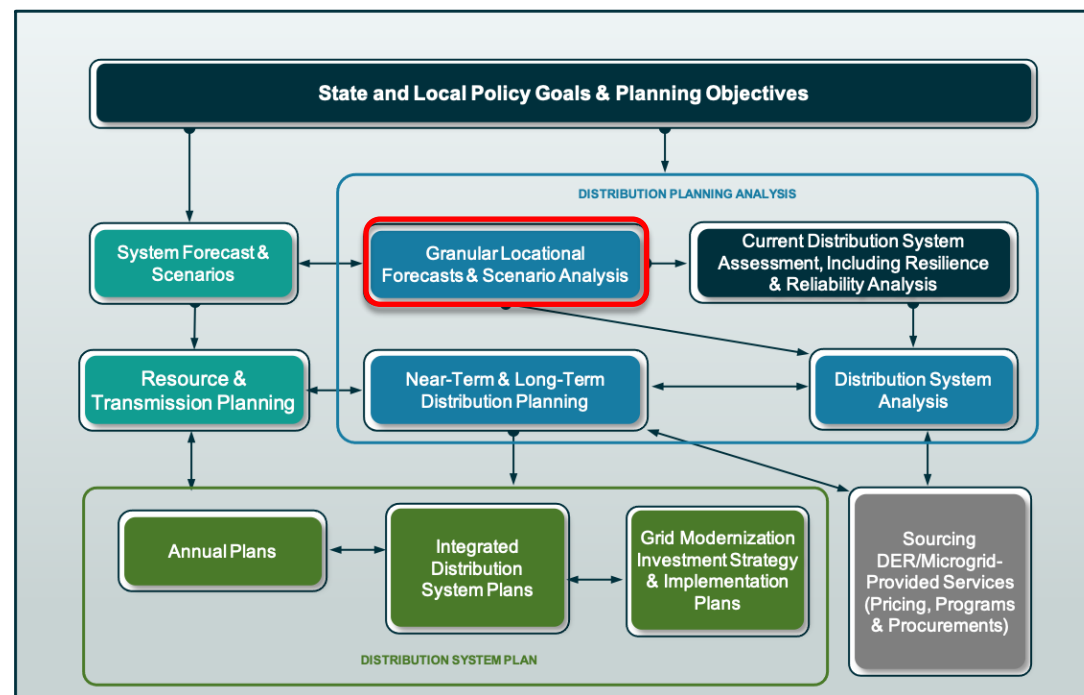 State and Local Policy Goals & Planning Objectives
DISTRIBUTION PLANNING ANALYSIS
System Forecast &
Scenarios
Granular Locational
Forecasts & Scenario Analysis
Current Distribution System
Assessment, Including Resilience
& Reliability Analysis
Resource &
Transmission Planning
Near-Term & Long-Term
Distribution Planning
Distribution System
Analysis
Annual Plans
Integrated
Distribution
System Plans
Grid Modernization
Investment Strategy
& Implementation
Plans
Sourcing
DER/Microgrid-
Provided Services
(Pricing, Programs
& Procurements)
DISTRIBUTION SYSTEM PLAN